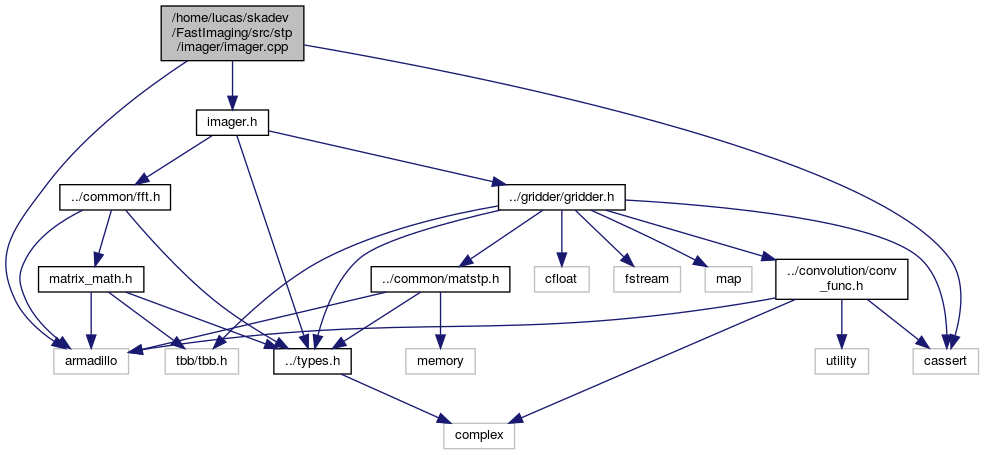 /home/lucas/skadev
/FastImaging/src/stp
/imager/imager.cpp
imager.h
../common/fft.h
../gridder/gridder.h
matrix_math.h
../common/matstp.h
cfloat
fstream
map
../convolution/conv
_func.h
armadillo
tbb/tbb.h
../types.h
memory
utility
cassert
complex